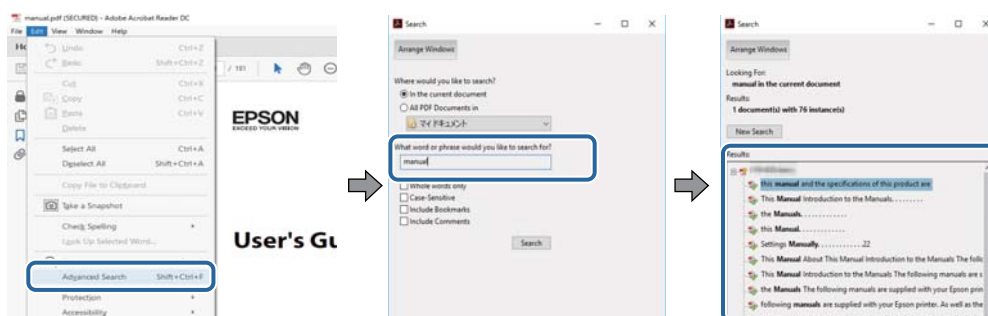 manual.pdf (SECURED) - Adobe Acrobat Reader DC
File Edit View Window Help
Undo Ctrl+Z
Redo Shift+Ctrl+Z
/ 191
Cut Ctrl+X
Copy Ctrl+C
Paste Ctrl+V
Delete
Select All Ctrl+A
Deselect All Shift+Ctrl+A
Copy File to Clipboard
Take a Snapshot
Check Spelling
Look Up Selected Word...
Advanced Search Shift+Ctrl+F
Protection
Accessibility
EPSON
EXCEED YOUR VISION
User's Gu
Search
Arrange Windows
Where would you like to search?
In the current document
All PDF Documents in
マイ ドキュメント
What word or phrase would you like to search for?
manual
Whole words only
Case-Sensitive
Include Bookmarks
Include Comments
Search
Search
Arrange Windows
Looking For:
manual in the current document
Results:
1 document(s) with 76 instance(s)
New Search
Results:
this manual and the specifications of this product are
This Manual Introduction to the Manuals. . . . . . . . .
the Manuals. . . . . . . . . . . . .
this Manual. . . . . . . . . . . . .
Settings Manually. . . . . . . . . . . . .22
This Manual About This Manual Introduction to the Manuals The follo
This Manual Introduction to the Manuals The following manuals are s
the Manuals The following manuals are supplied with your Epson prin
following manuals are supplied with your Epson printer. As well as the